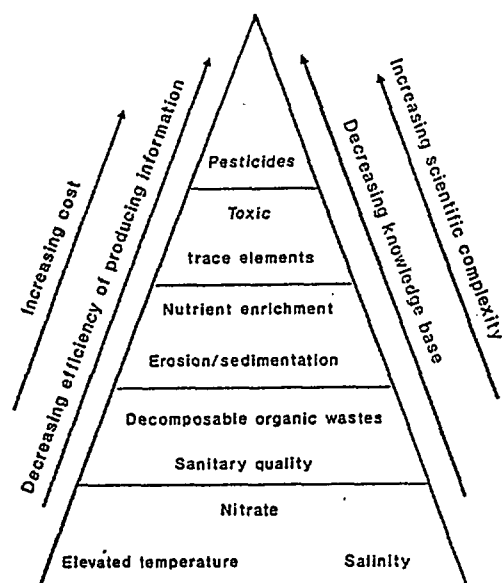 Increasing cost
Decreasing efficiency of producing information
Pesticides
Toxic
trace elements
Nutrient enrichment
Erosion/sedimentation
Decomposable organic wastes
Sanitary quality
Nitrate
Elevated temperature Salinity
Decreasing knowledge base
Increasing scientific complexity